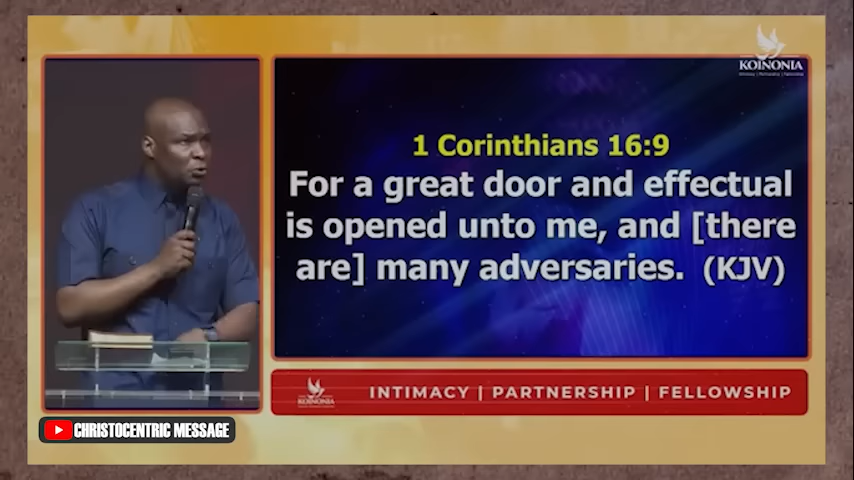 KOINONIA
1 Corinthians 16:9
For a great door and effectual
is opened unto me, and [there
are] many adversaries. (KJV)
KOINONIA
INTIMACY | PARTNERSHIP | FELLOWSHIP
CHRISTOCENTRIC MESSAGE